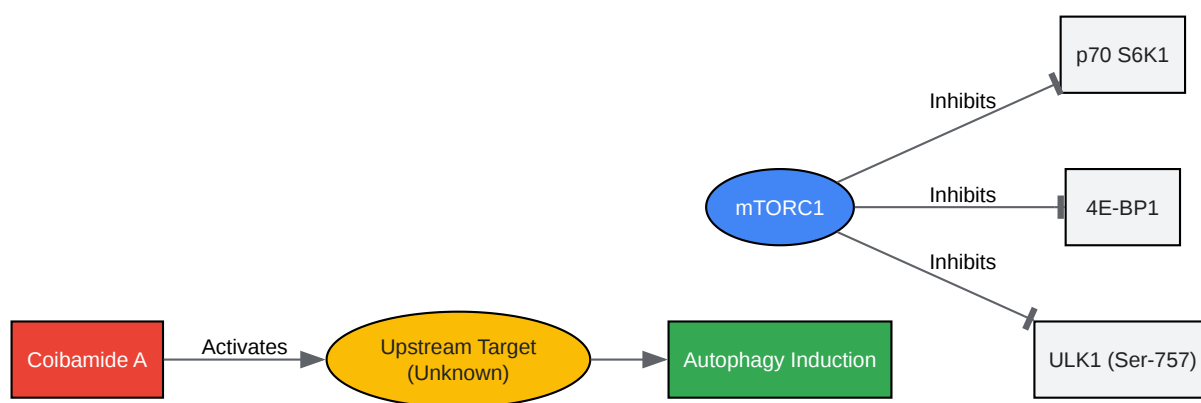 p70 S6K1
Inhibits
mTORC1
Inhibits
4E-BP1
Inhibits
Coibamide A
Activates
Upstream Target
(Unknown)
Autophagy Induction
ULK1 (Ser-757)